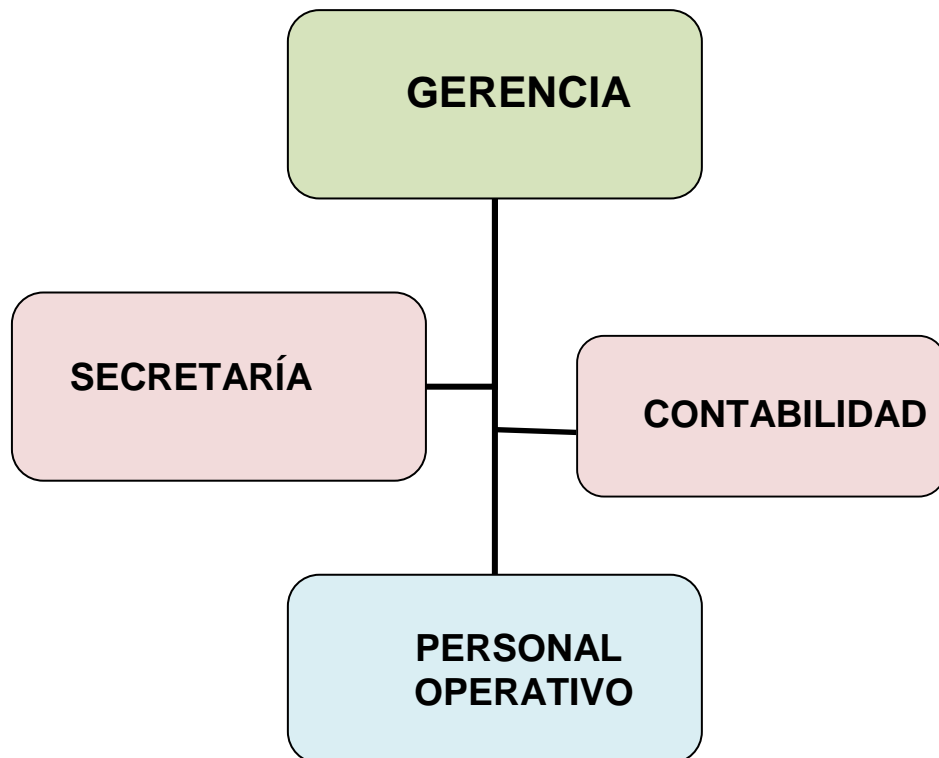 GERENCIA
SECRETARÍA
CONTABILIDAD
PERSONAL
OPERATIVO